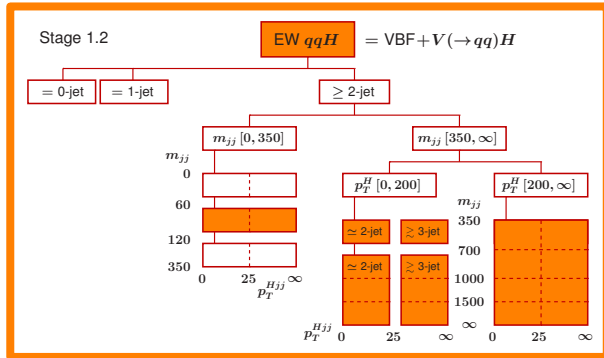 Stage 1.2
EW qqH = VBF+V(→qq)H
= 0-jet
= 1-jet
≥ 2-jet
m_jj [0, 350]
m_jj [350, ∞]
m_jj
0
60
120
350
0 25 ∞
p_T^Hjj
p_T^H [0, 200]
p_T^H [200, ∞]
m_jj
350
700
1000
1500
∞
≃ 2-jet
≳ 3-jet
≃ 2-jet
≳ 3-jet
p_T^Hjj
0 25 ∞
0 25 ∞